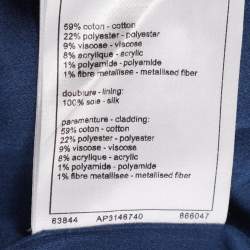 59% coton - cotton
22% polyester - polyester
9% viscose - viscose
8% acrylique - acrylic
1% polyamide - polyamide
1% fibre metallisee - metallised fiber
doublure - lining:
100% soie - silk
parementure - cladding:
59% coton - cotton
22% polyester - polyester
9% viscose - viscose
8% acrylique - acrylic
1% polyamide - polyamide
1% fibre metallisee - metallised fiber
63844 AP3146740 866047